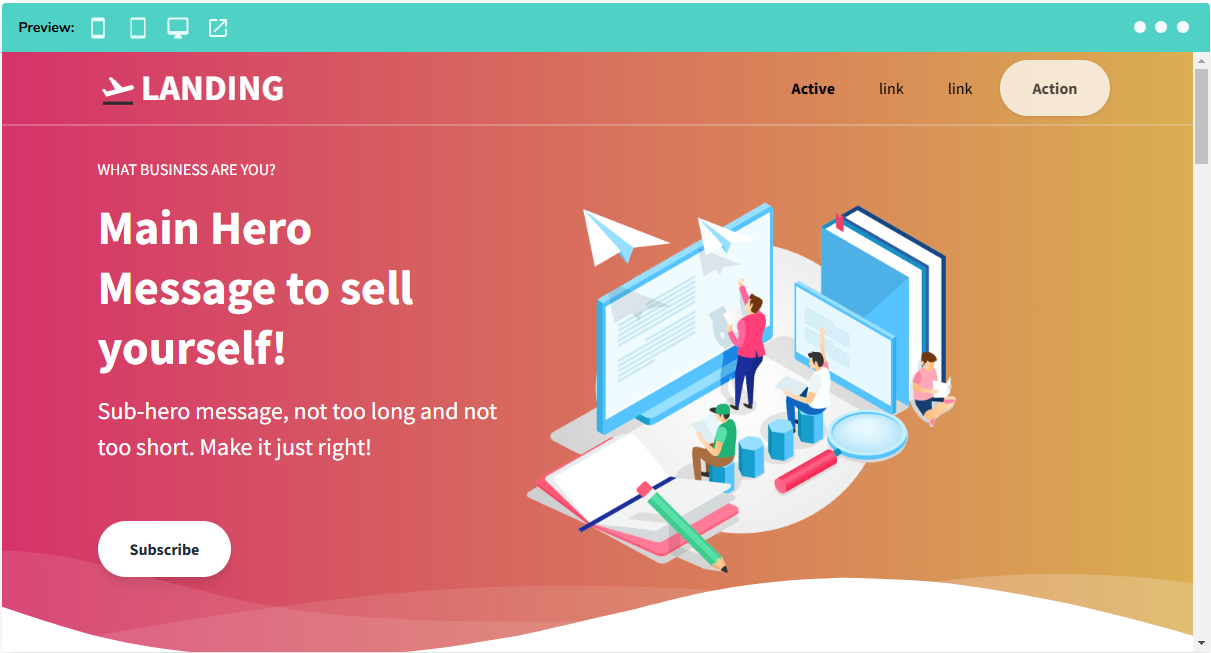 Preview:
LANDING
Active link link Action
WHAT BUSINESS ARE YOU?
Main Hero
Message to sell
yourself!
Sub-hero message, not too long and not
too short. Make it just right!
Subscribe